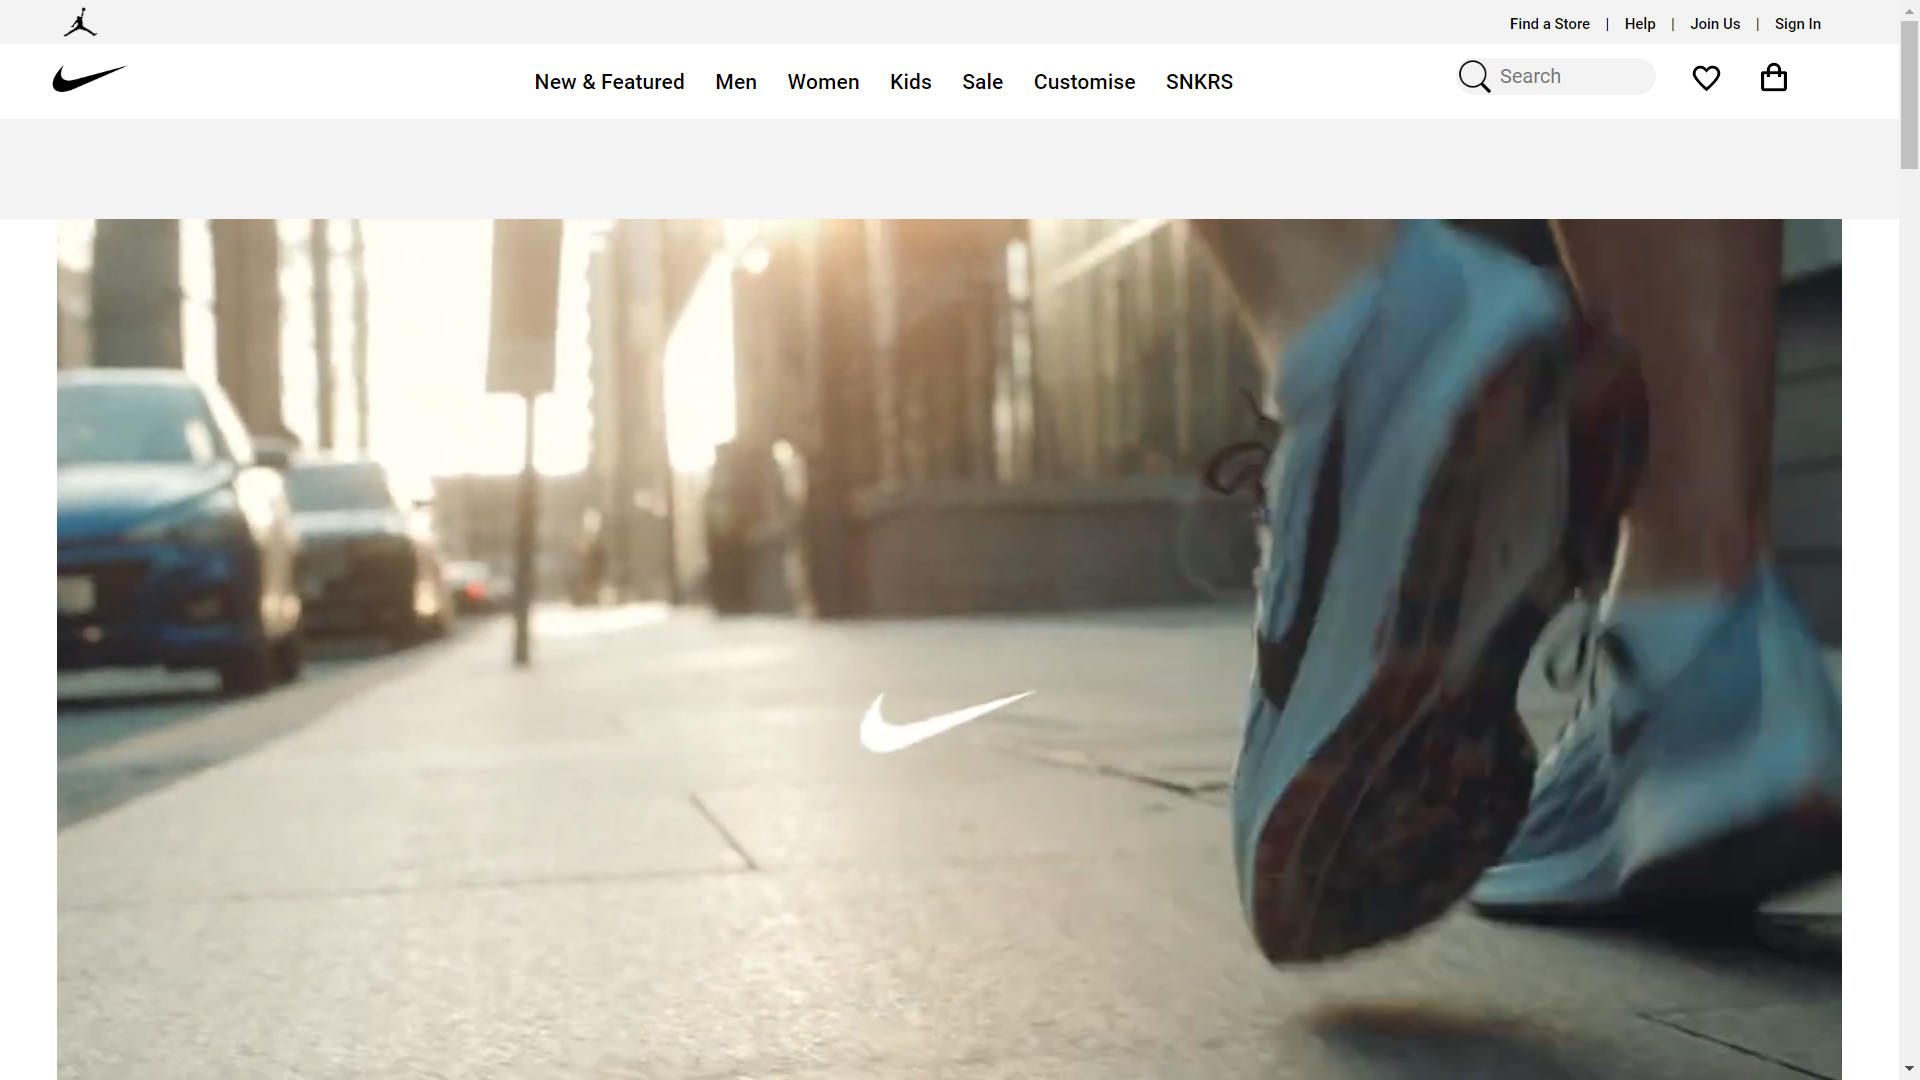 Find a Store | Help | Join Us | Sign In
New & Featured Men Women Kids Sale Customise SNKRS
Search